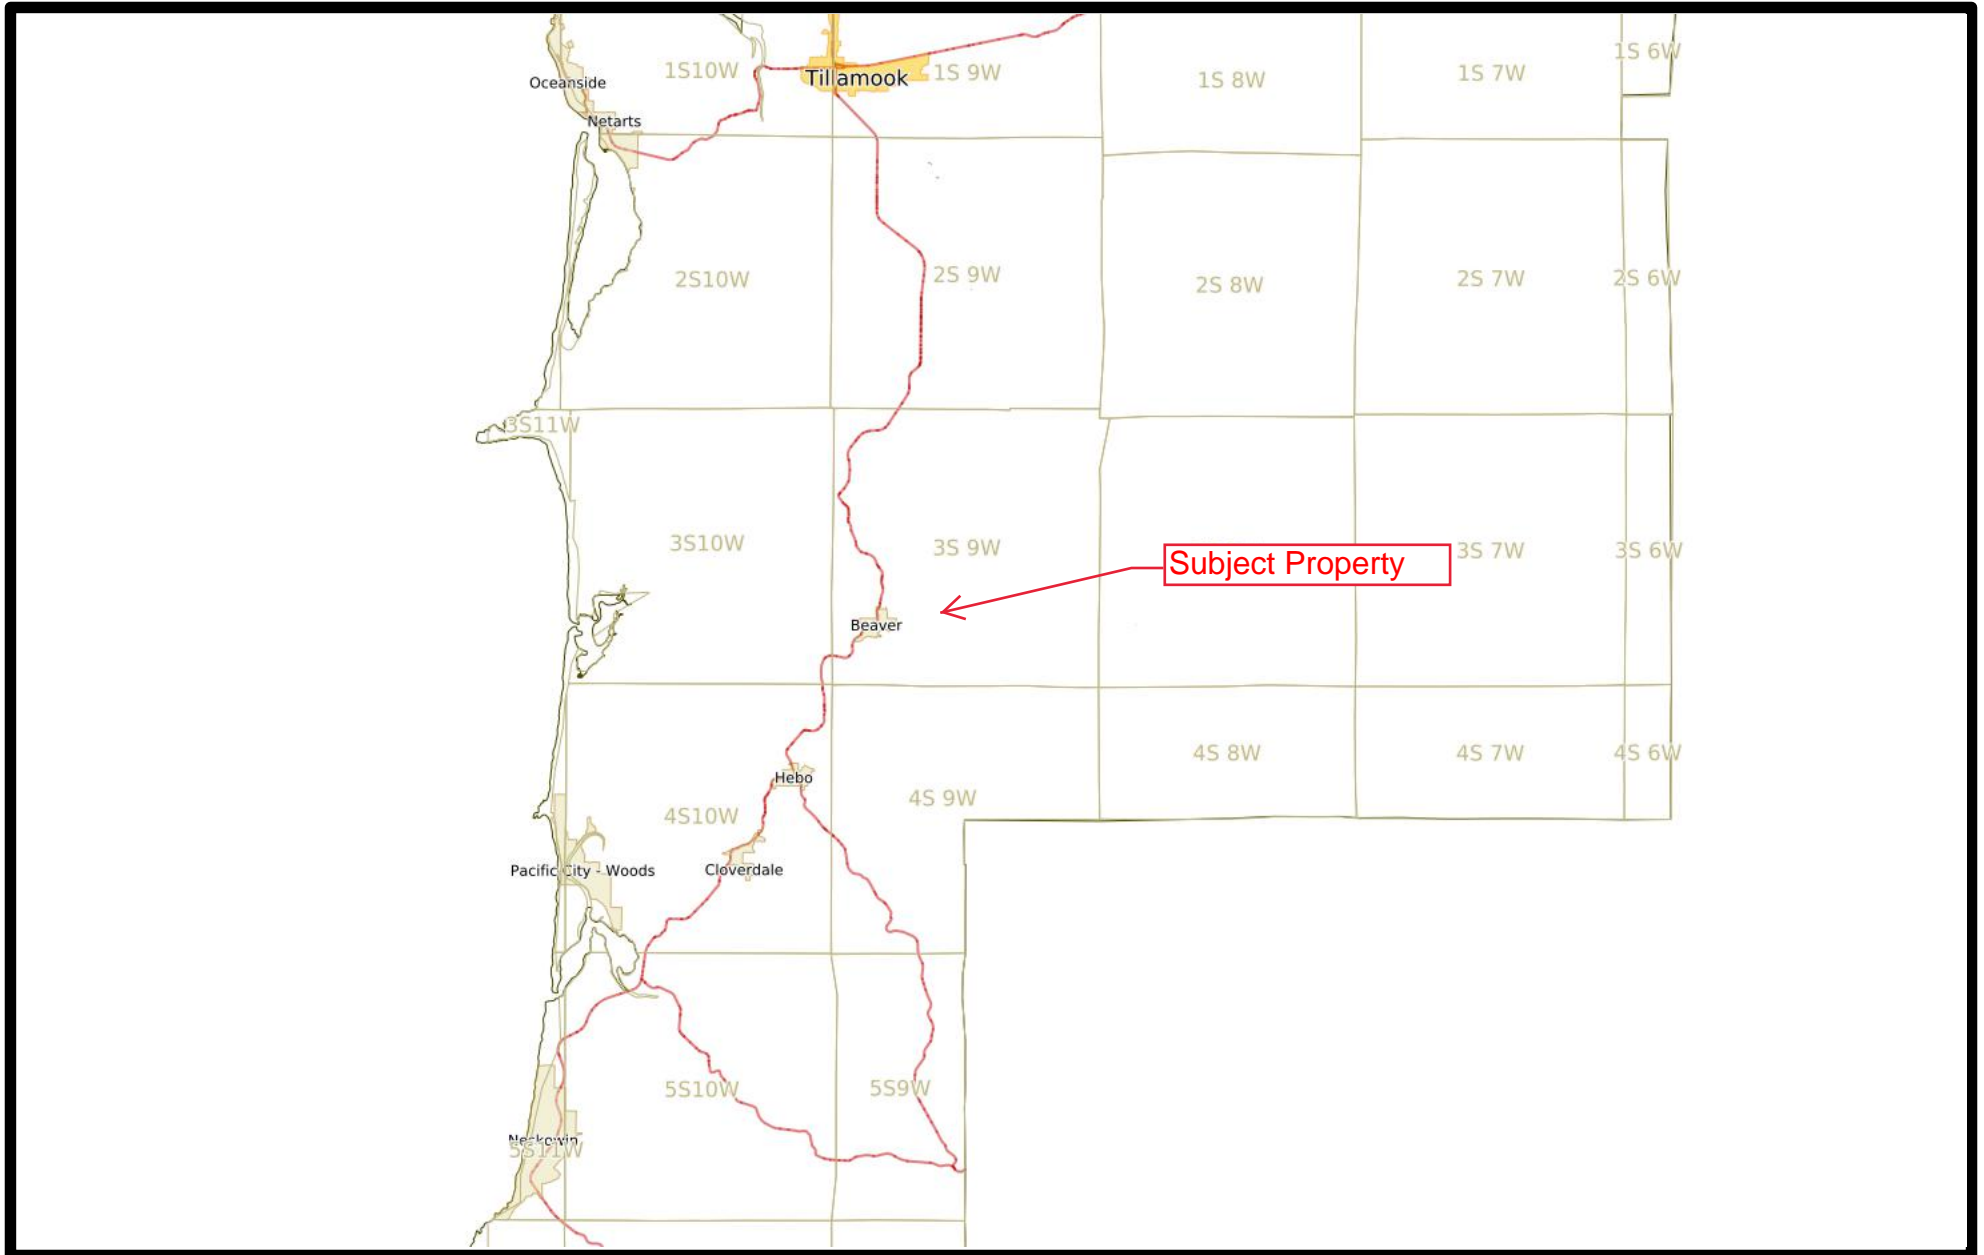 1S 6W
1S10W
Tillamook
1S 9W
1S 8W
1S 7W
Oceanside
Netarts
2S10W
2S 9W
2S 8W
2S 7W
2S 6W
3S11W
3S10W
3S 9W
Subject Property
3S 7W
3S 6W
Beaver
4S 8W
4S 7W
4S 6W
Hebo
4S 9W
4S10W
Pacific City - Woods
Cloverdale
5S10W
5S9W
Neskowin
5S11W